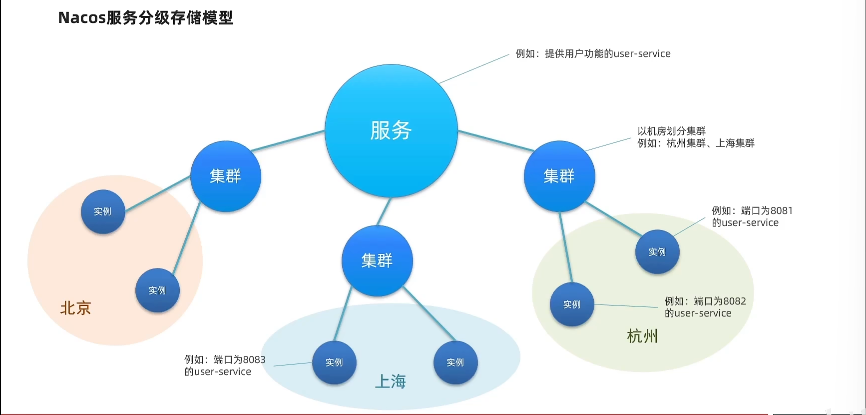 Nacos服务分级存储模型
例如：提供用户功能的user-service
服务
以机房划分集群
例如：杭州集群、上海集群
集群
集群
实例
例如：端口为8081
的user-service
实例
集群
实例
实例
北京
实例
例如：端口为8082
的user-service
杭州
例如：端口为8083
的user-service
实例
实例
上海